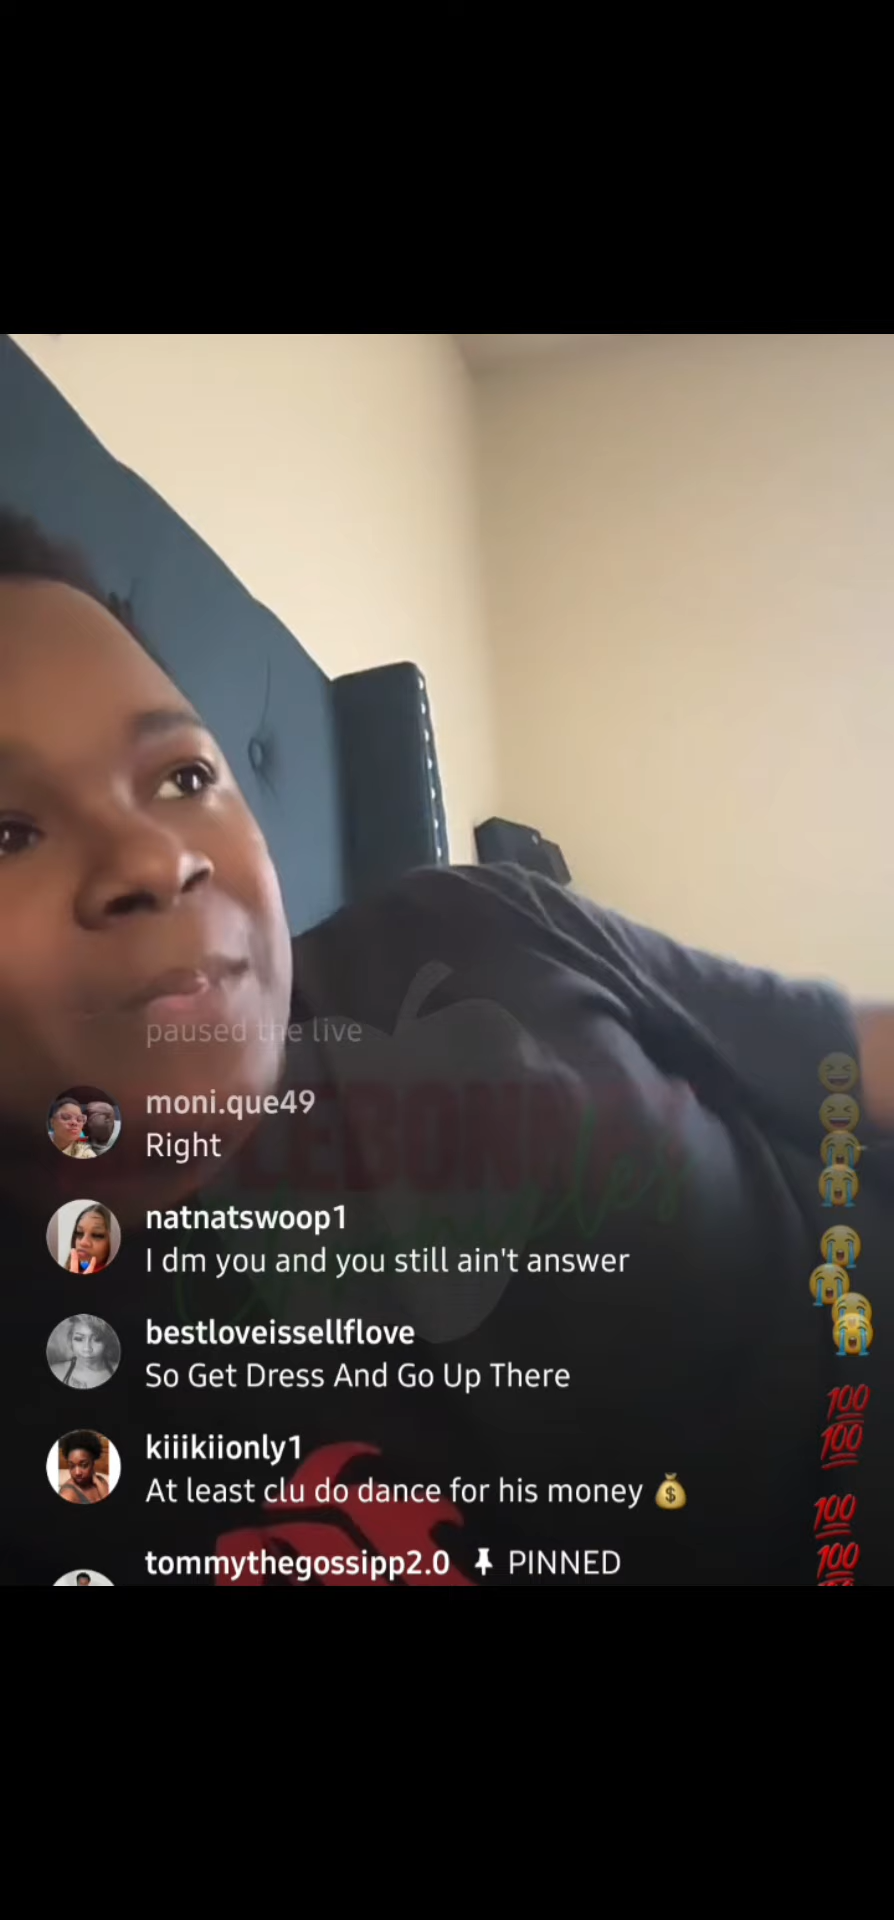 paused the live
moni.que49
Right
natnatswoop1
I dm you and you still ain't answer
bestloveissellflove
So Get Dress And Go Up There
kiiikiionly1
At least clu do dance for his money 💰
tommythegossipp2.0 📌 PINNED
💯
💯
💯
💯